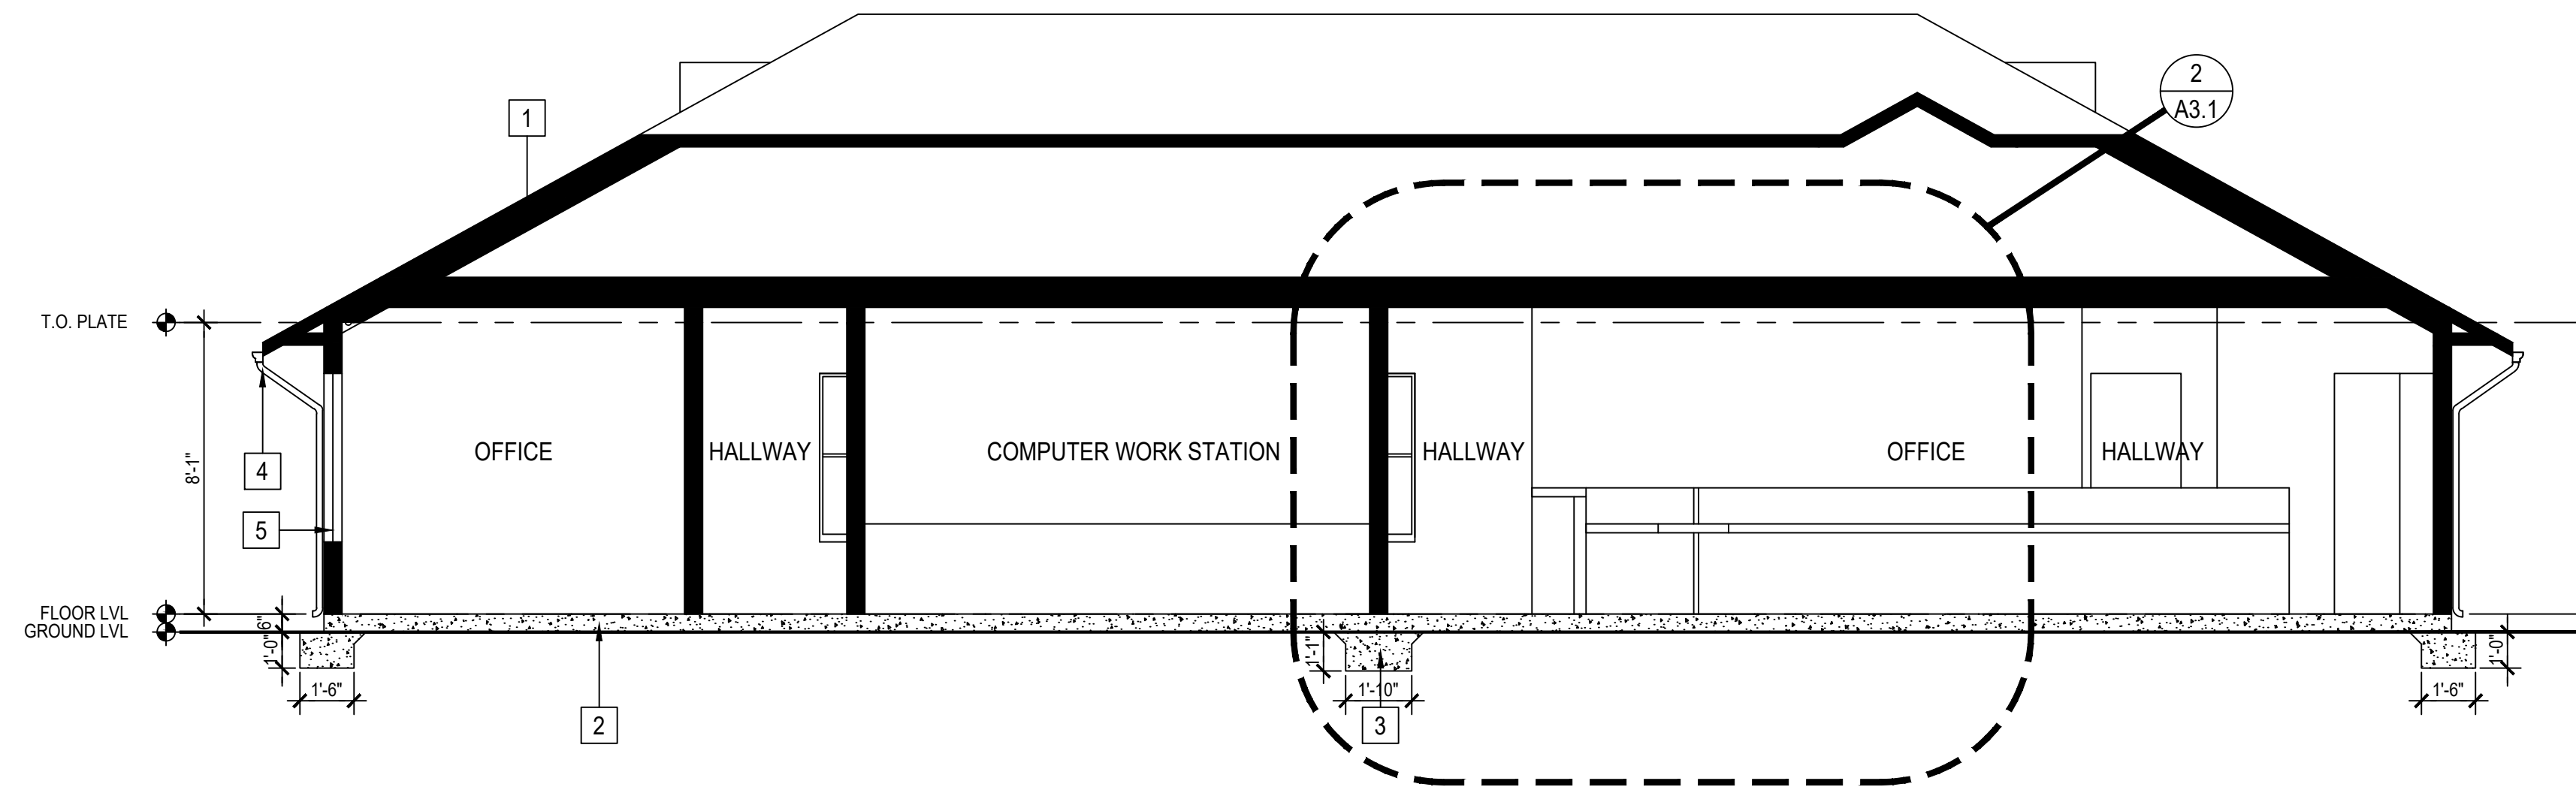 1
2
A3.1
T.O. PLATE
8'-1"
4
5
OFFICE
HALLWAY
COMPUTER WORK STATION
HALLWAY
OFFICE
HALLWAY
FLOOR LVL
GROUND LVL
6"
1'-0"
1'-6"
2
1'-1"
1'-10"
3
1'-0"
1'-6"